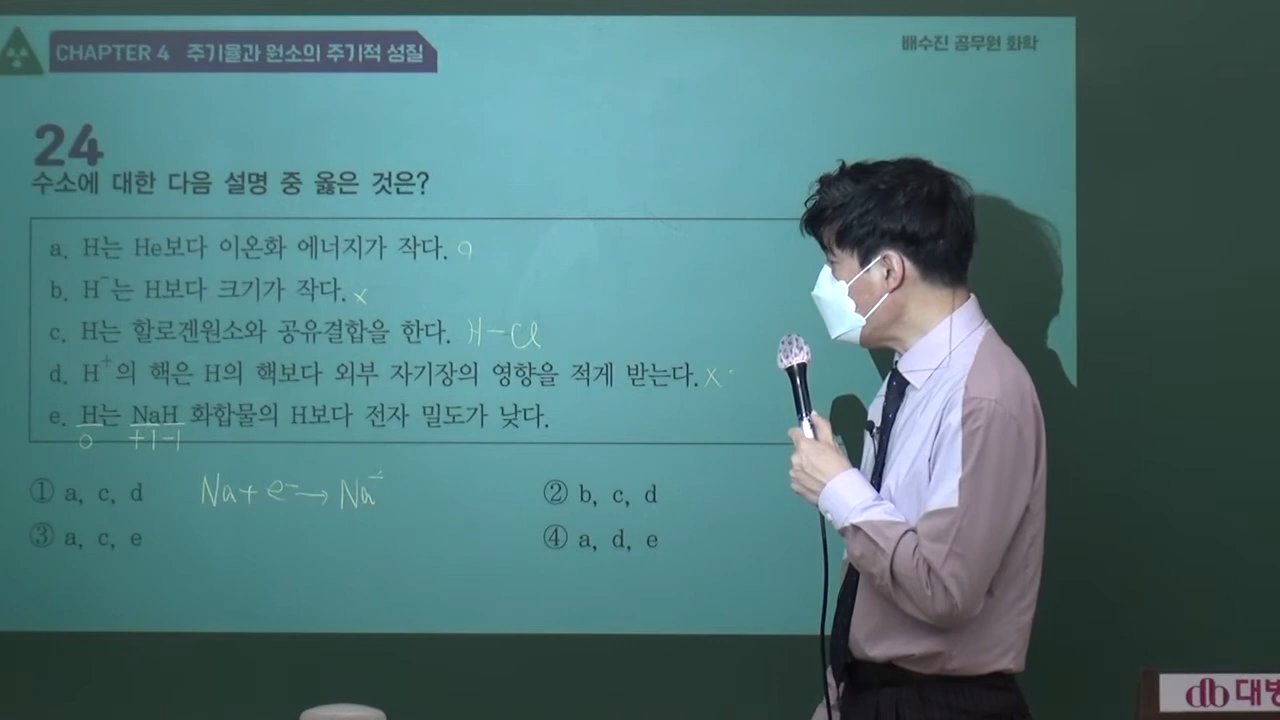 CHAPTER 4 주기율과 원소의 주기적 성질
배수진 공무원 화학
24
수소에 대한 다음 설명 중 옳은 것은?
a. H는 He보다 이온화 에너지가 작다. O
b. H⁻는 H보다 크기가 작다. X
c. H는 할로겐원소와 공유결합을 한다. H-Cl
d. H⁺의 핵은 H의 핵보다 외부 자기장의 영향을 적게 받는다. X
e. H는 NaH 화합물의 H보다 전자 밀도가 낮다.
0 +1 -1
① a, c, d
Na + e⁻ → Na⁻
② b, c, d
③ a, c, e
④ a, d, e